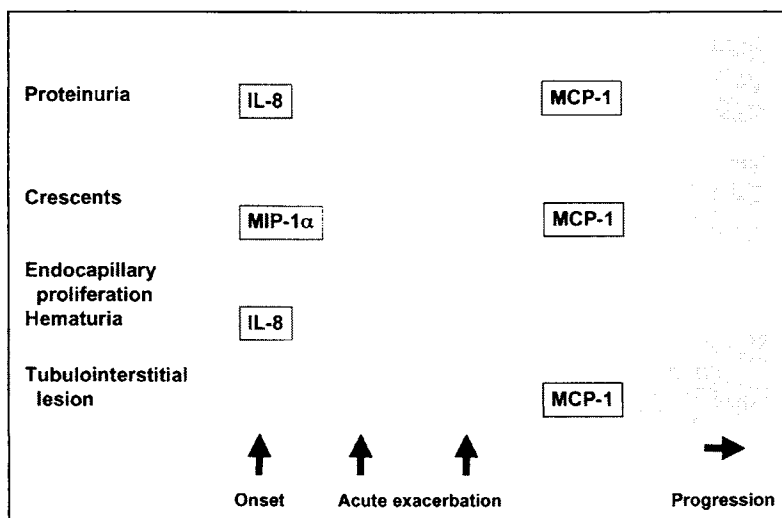 Proteinuria IL-8 MCP-1
Crescents
MIP-1α MCP-1
Endocapillary
proliferation
Hematuria IL-8
Tubulointerstitial
lesion MCP-1
Onset Acute exacerbation Progression